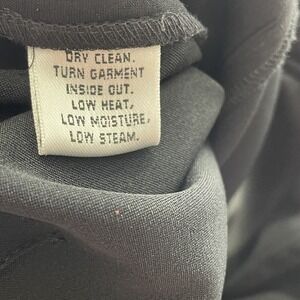 DRY CLEAN.
TURN GARMENT
INSIDE OUT.
LOW HEAT,
LOW MOISTURE,
LOW STEAM.